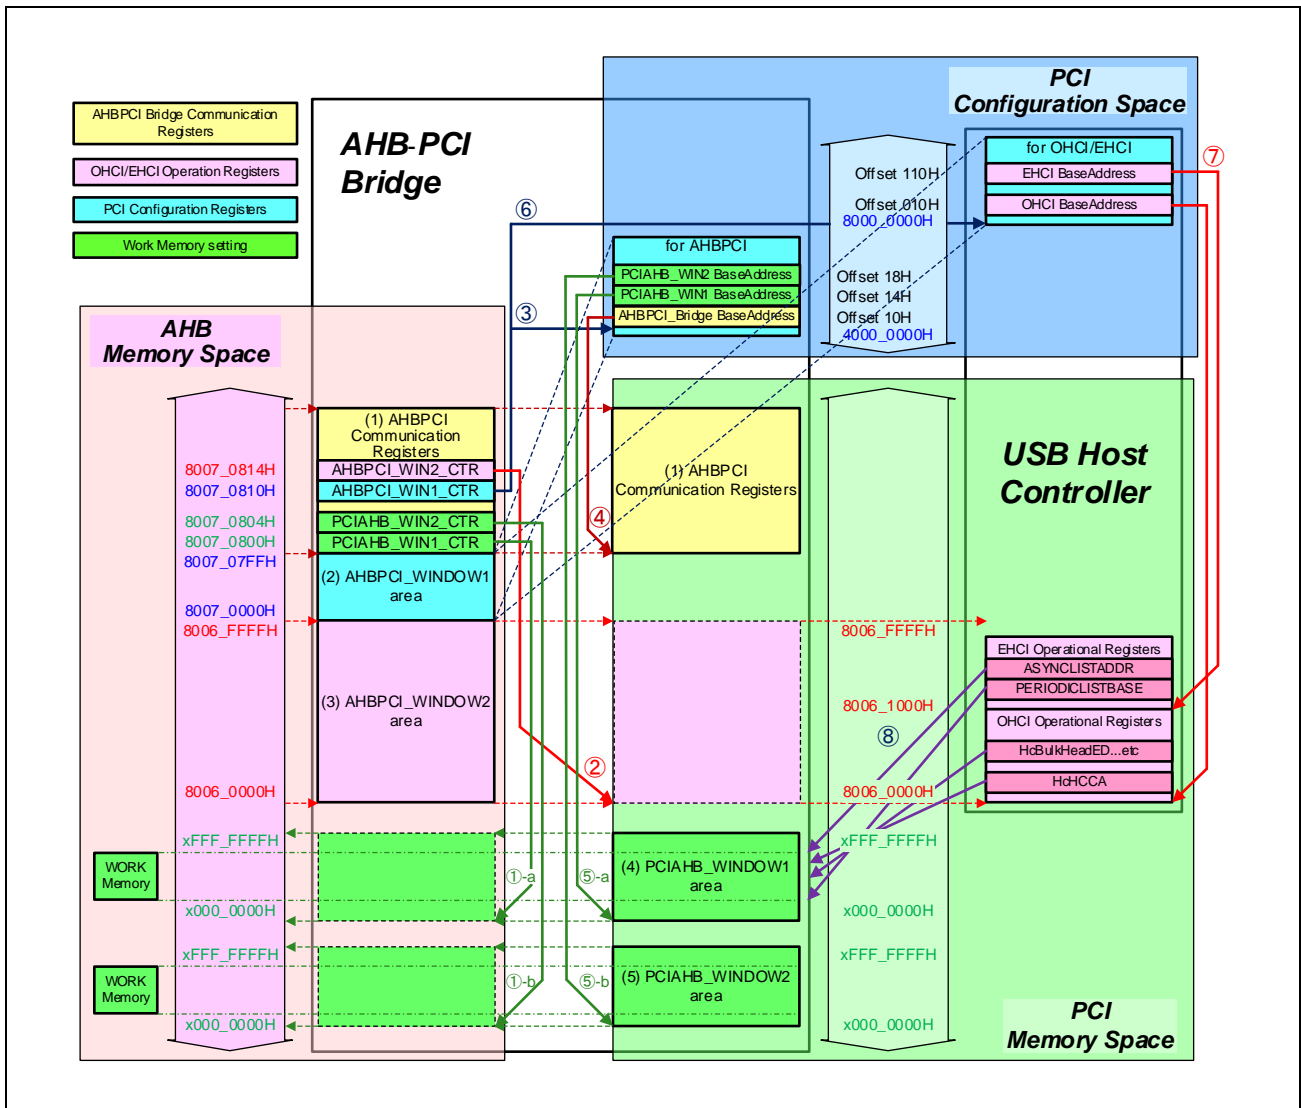 PCI
Configuration Space
AHBPCI Bridge Communication
Registers
OHCI/EHCI Operation Registers
PCI Configuration Registers
Work Memory setting
AHB-PCI
Bridge
for OHCI/EHCI
EHCI BaseAddress
OHCI BaseAddress
⑦
Offset 110H
Offset 010H
8000_0000H
⑥
for AHBPCI
PCIAHB_WIN2 BaseAddress
PCIAHB_WIN1 BaseAddress
AHBPCI_Bridge BaseAddress
Offset 18H
Offset 14H
Offset 10H
4000_0000H
③
AHB
Memory Space
(1) AHBPCI
Communication
Registers
AHBPCI_WIN2_CTR
AHBPCI_WIN1_CTR
PCIAHB_WIN2_CTR
PCIAHB_WIN1_CTR
(2) AHBPCI_WINDOW1
area
(3) AHBPCI_WINDOW2
area
8007_0814H
8007_0810H
8007_0804H
8007_0800H
8007_07FFH
8007_0000H
8006_FFFFH
8006_0000H
xFFF_FFFFH
x000_0000H
xFFF_FFFFH
x000_0000H
WORK
Memory
WORK
Memory
(1) AHBPCI
Communication Registers
④
②
①-a
⑤-a
①-b
⑤-b
(4) PCIAHB_WINDOW1
area
(5) PCIAHB_WINDOW2
area
USB Host
Controller
8006_FFFFH
8006_1000H
⑧
8006_0000H
xFFF_FFFFH
x000_0000H
xFFF_FFFFH
x000_0000H
EHCI Operational Registers
ASYNCLISTADDR
PERIODICLISTBASE
OHCI Operational Registers
HcBulkHeadED...etc
HcHCCA
PCI
Memory Space